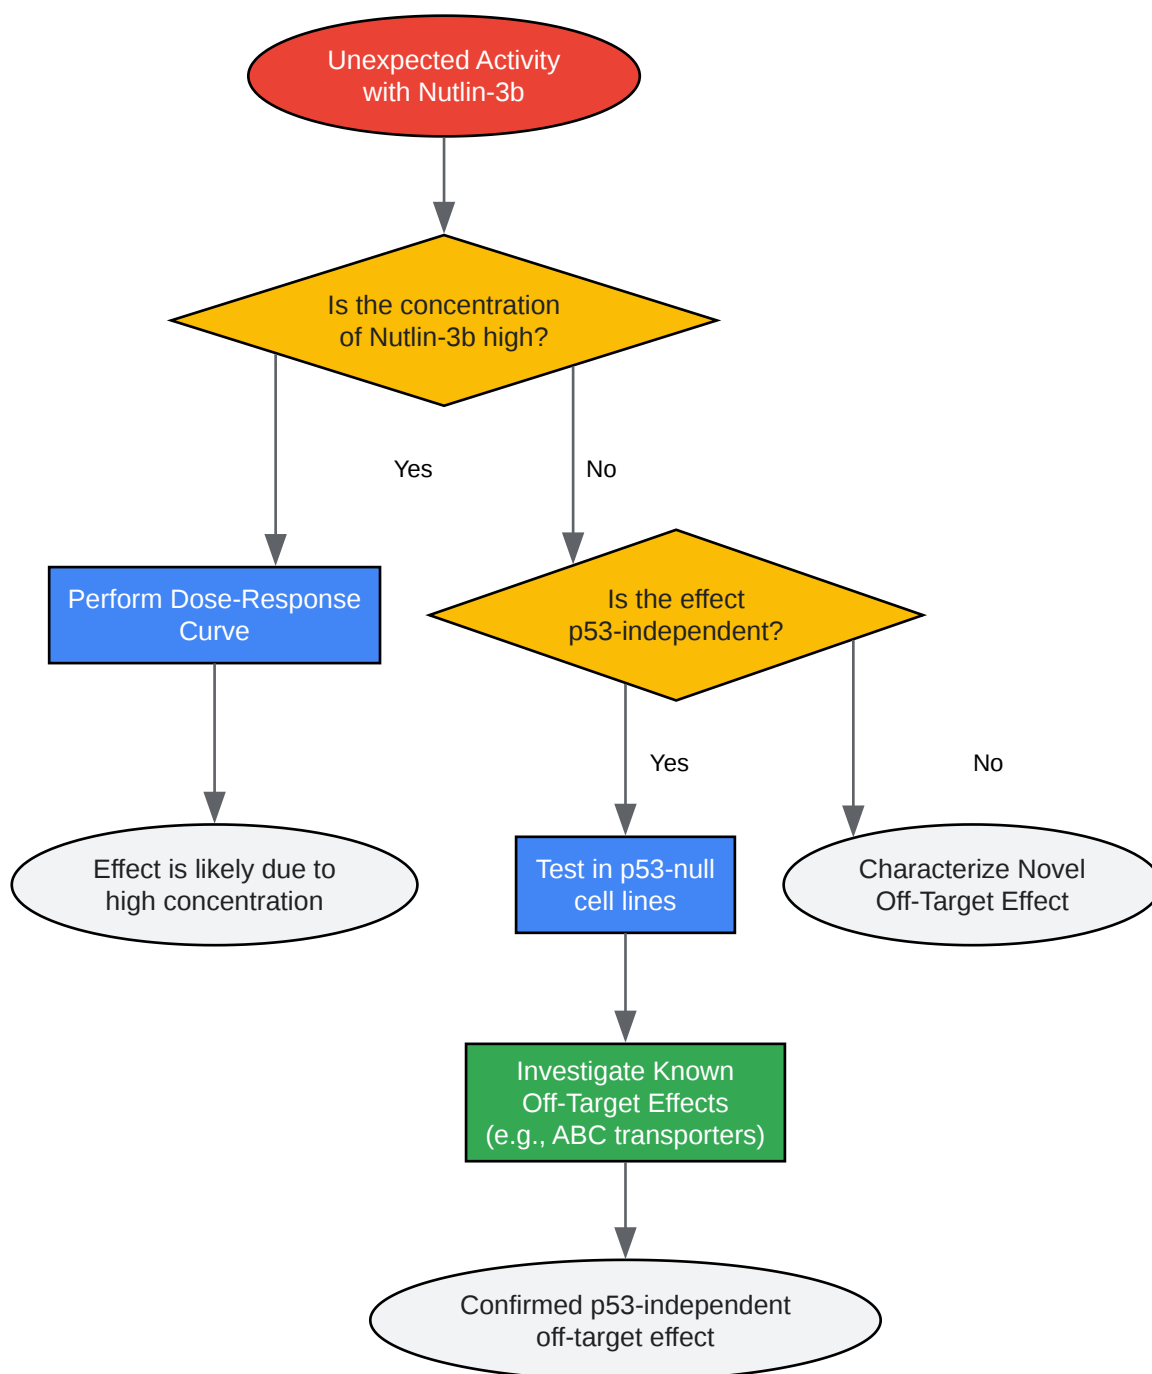 Unexpected Activity
with Nutlin-3b
Is the concentration
of Nutlin-3b high?
Yes
No
Perform Dose-Response
Curve
Is the effect
p53-independent?
Yes
No
Effect is likely due to
high concentration
Test in p53-null
cell lines
Characterize Novel
Off-Target Effect
Investigate Known
Off-Target Effects
(e.g., ABC transporters)
Confirmed p53-independent
off-target effect